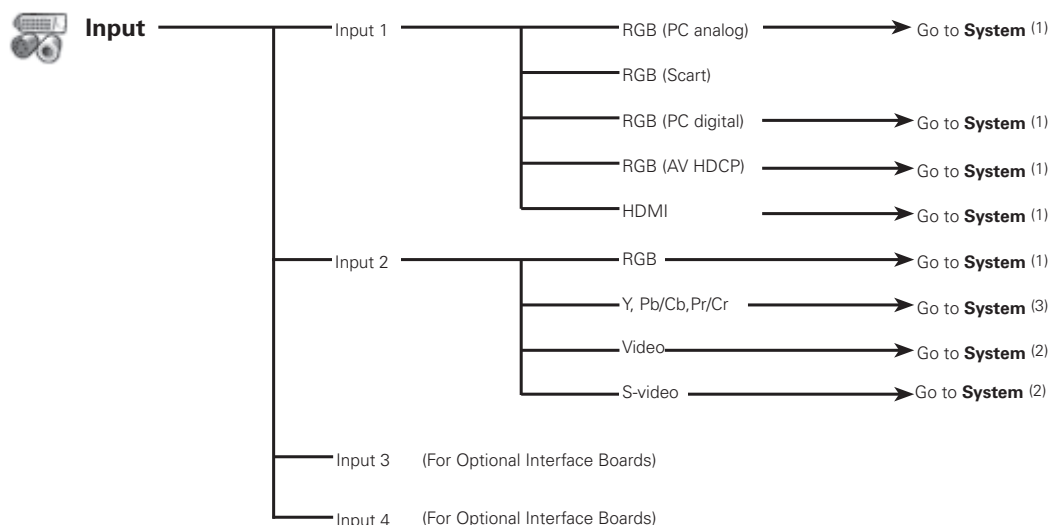 Input
Input 1
RGB (PC analog)
Go to System (1)
RGB (Scart)
RGB (PC digital)
Go to System (1)
RGB (AV HDCP)
Go to System (1)
HDMI
Go to System (1)
Input 2
RGB
Go to System (1)
Y, Pb/Cb,Pr/Cr
Go to System (3)
Video
Go to System (2)
S-video
Go to System (2)
Input 3 (For Optional Interface Boards)
Input 4 (For Optional Interface Boards)